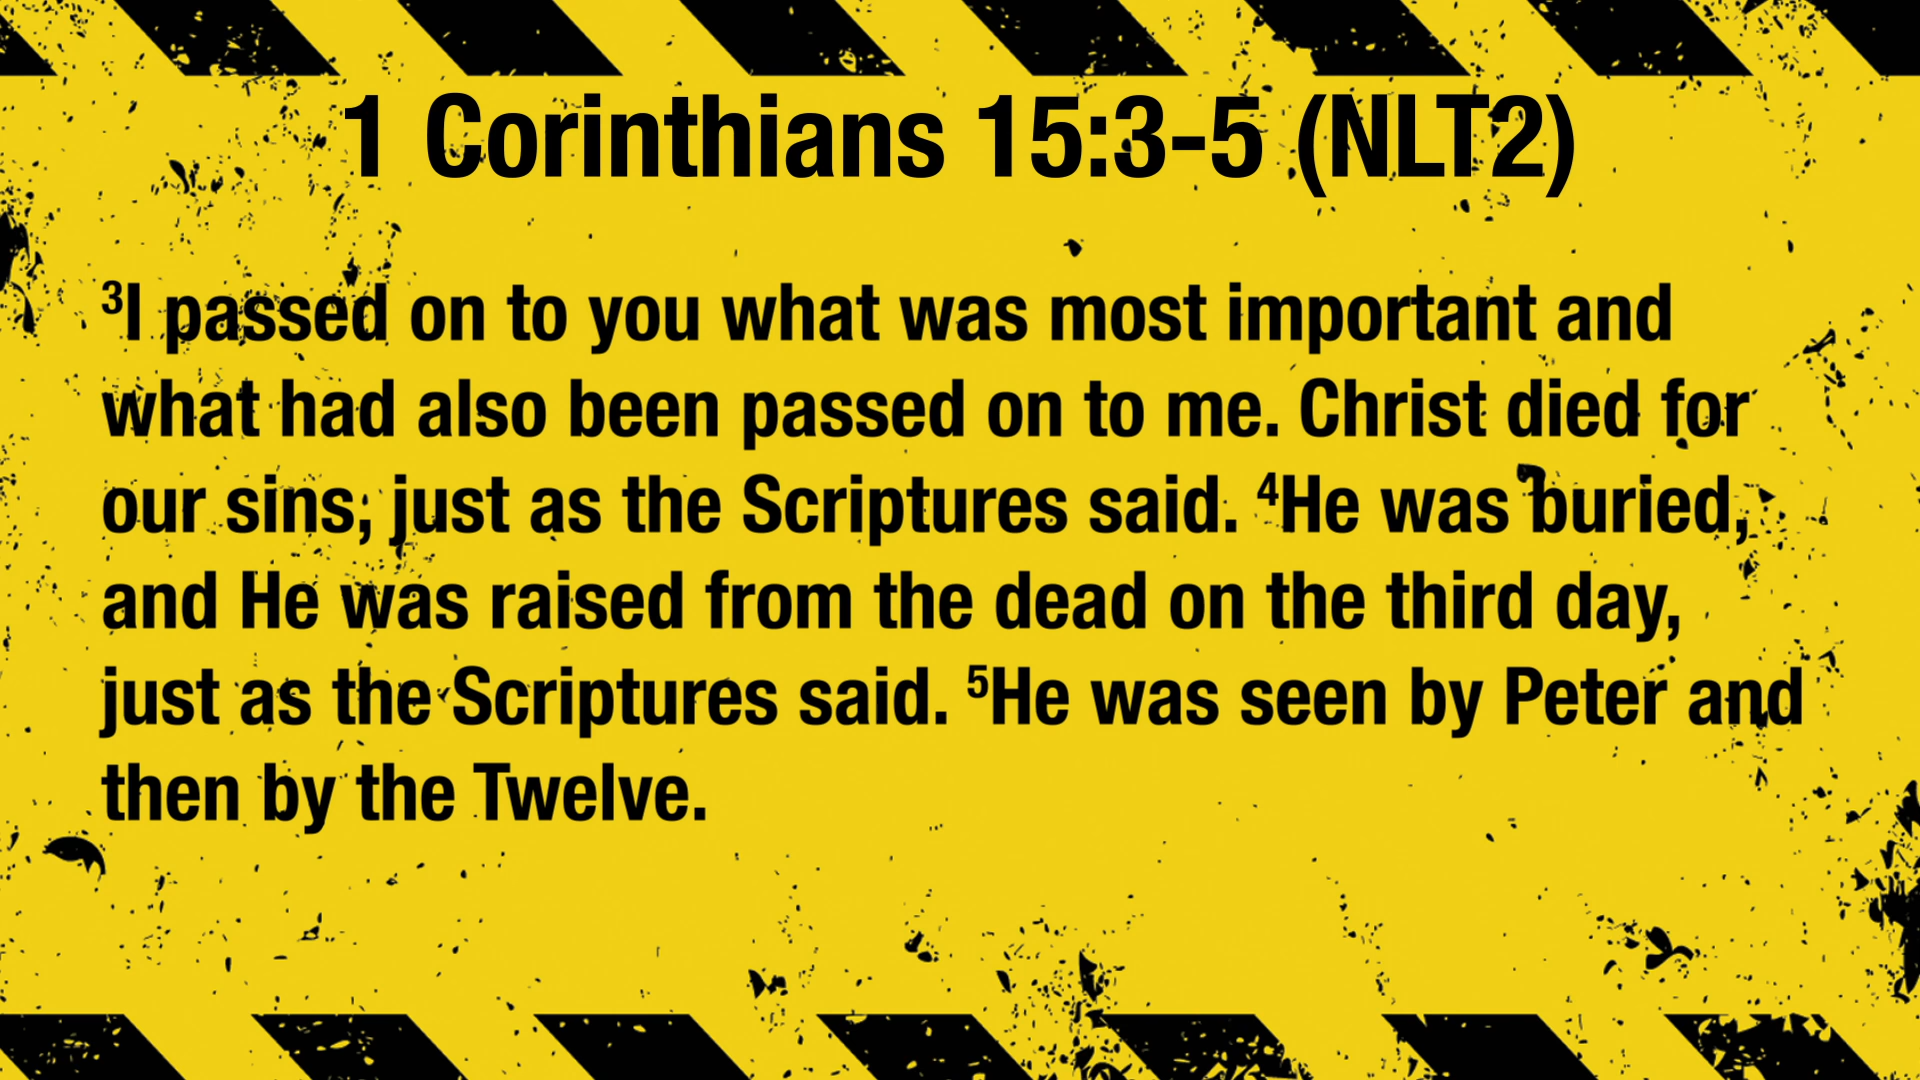 1 Corinthians 15:3-5 (NLT2)
³I passed on to you what was most important and
what had also been passed on to me. Christ died for
our sins, just as the Scriptures said. ⁴He was buried,
and He was raised from the dead on the third day,
just as the Scriptures said. ⁵He was seen by Peter and
then by the Twelve.